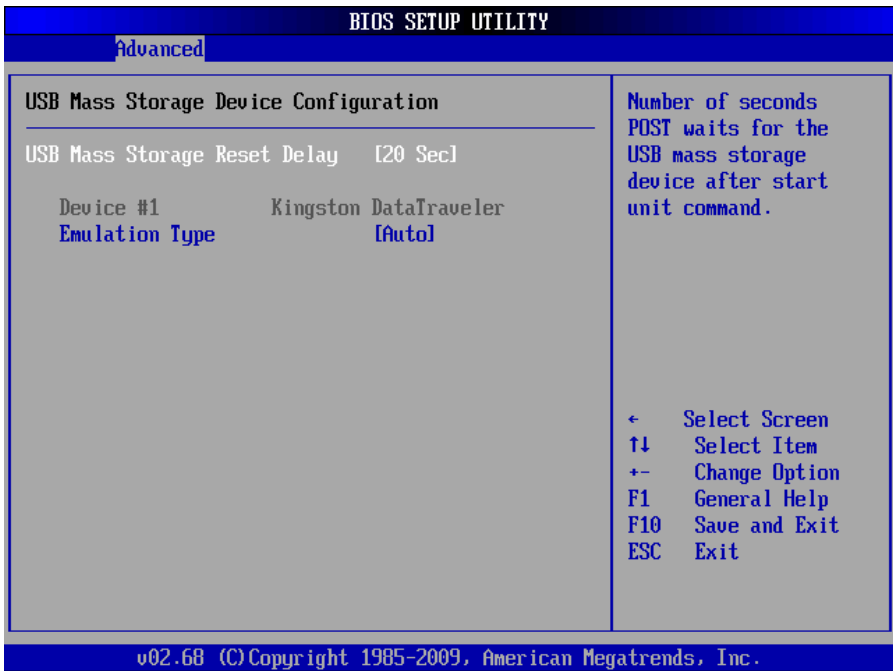 BIOS SETUP UTILITY
Advanced
USB Mass Storage Device Configuration
USB Mass Storage Reset Delay [20 Sec]
Device #1 Kingston DataTraveler
Emulation Type [Auto]
Number of seconds
POST waits for the
USB mass storage
device after start
unit command.
← Select Screen
↑↓ Select Item
+- Change Option
F1 General Help
F10 Save and Exit
ESC Exit
v02.68 (C)Copyright 1985-2009, American Megatrends, Inc.